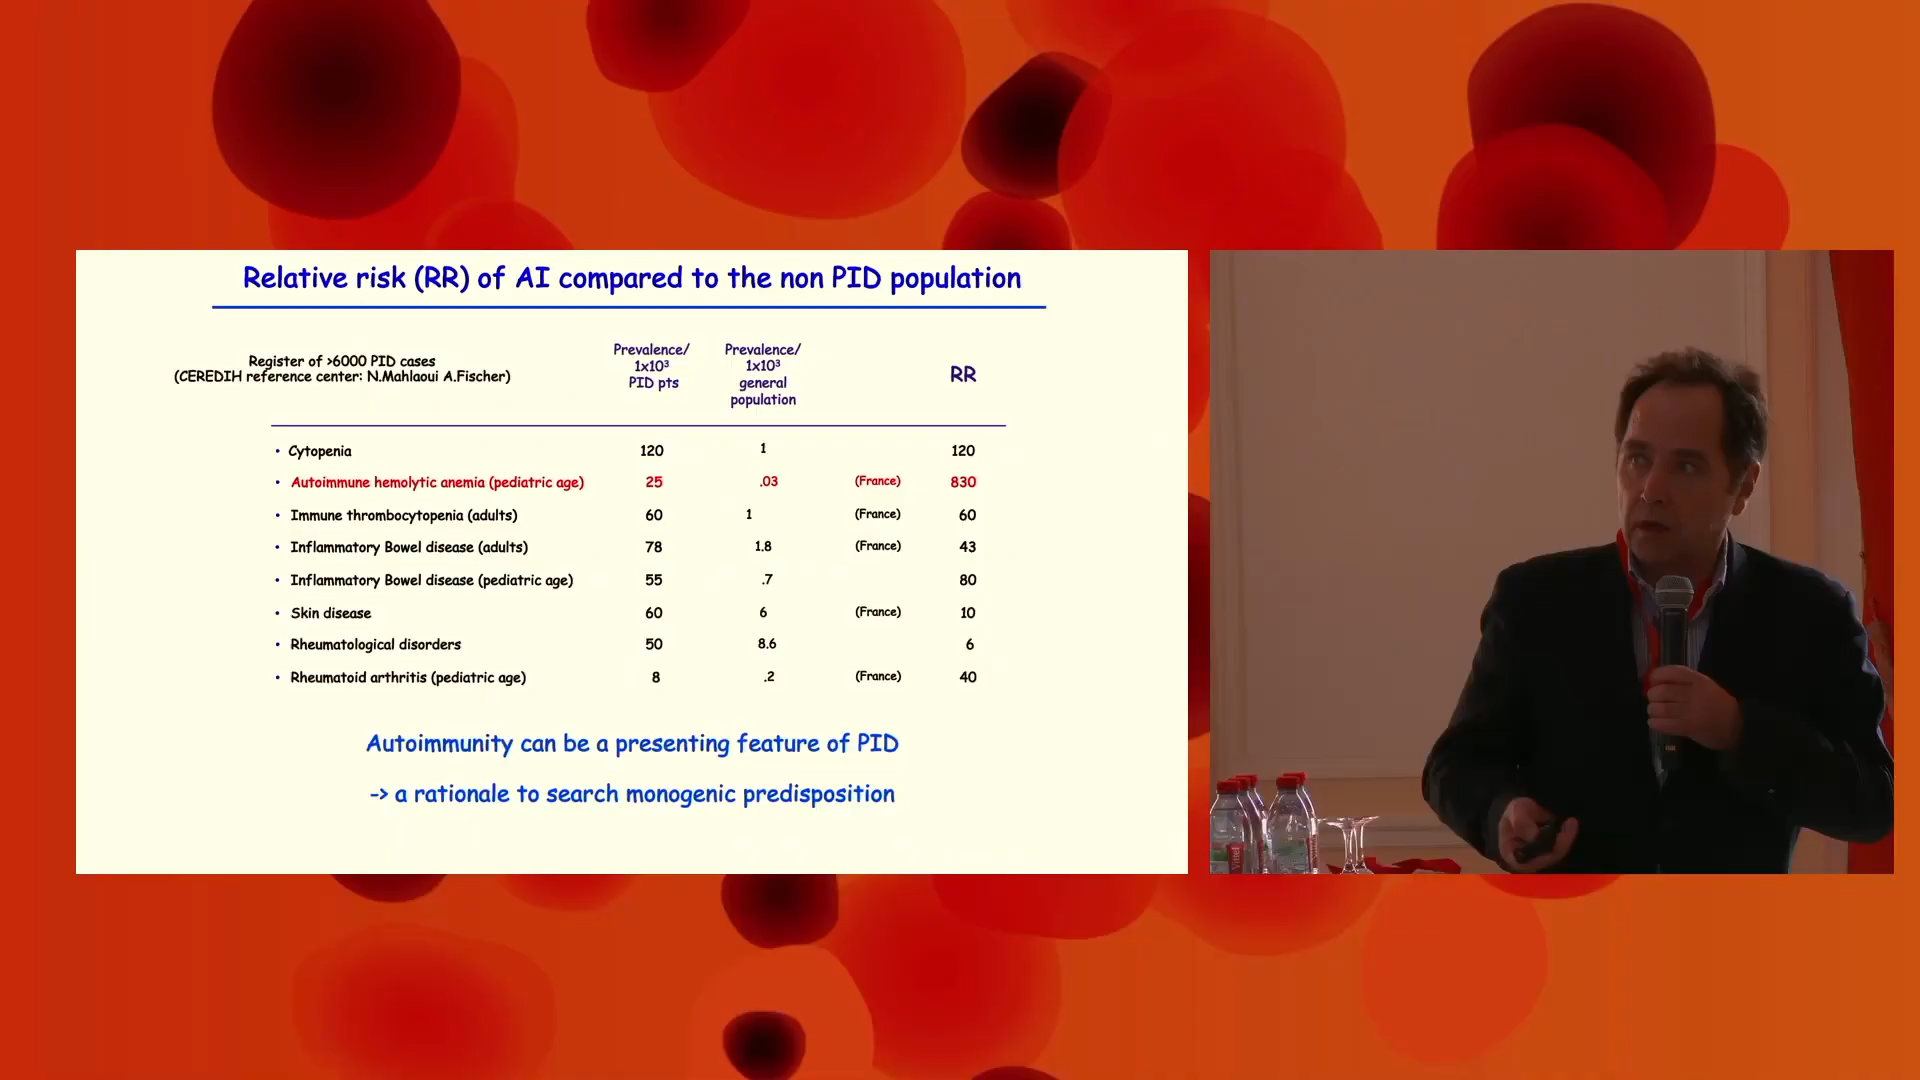 Relative risk (RR) of AI compared to the non PID population
Register of >6000 PID cases
(CEREDIH reference center: N.Mahlaoui A.Fischer)
Prevalence/
1x10³
PID pts
Prevalence/
1x10³
general
population
RR
• Cytopenia 120 1 120
• Autoimmune hemolytic anemia (pediatric age) 25 .03 (France) 830
• Immune thrombocytopenia (adults) 60 1 (France) 60
• Inflammatory Bowel disease (adults) 78 1.8 (France) 43
• Inflammatory Bowel disease (pediatric age) 55 .7 80
• Skin disease 60 6 (France) 10
• Rheumatological disorders 50 8.6 6
• Rheumatoid arthritis (pediatric age) 8 .2 (France) 40
Autoimmunity can be a presenting feature of PID
-> a rationale to search monogenic predisposition
Vittel